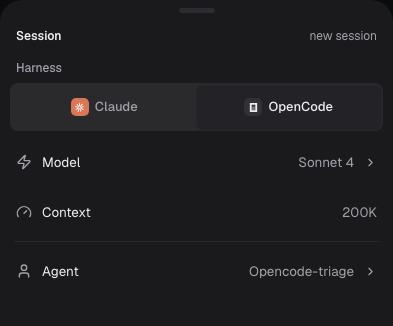 Session new session
Harness
Claude OpenCode
Model Sonnet 4
Context 200K
Agent Opencode-triage